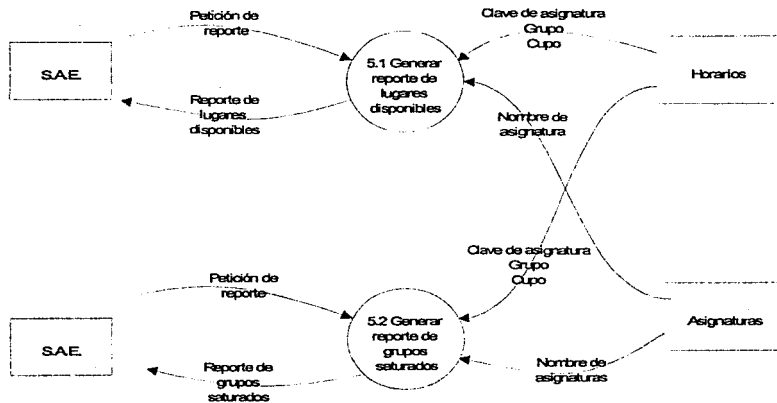 Petición de
reporte
S.A.E.
Reporte de
lugares
disponibles
5.1 Generar
reporte de
lugares
disponibles
Clave de asignatura
Grupo
Cupo
Horarios
Nombre de
asignatura
Clave de asignatura
Grupo
Cupo
Petición de
reporte
S.A.E.
Reporte de
grupos
saturados
5.2 Generar
reporte de
grupos
saturados
Asignaturas
Nombre de
asignaturas